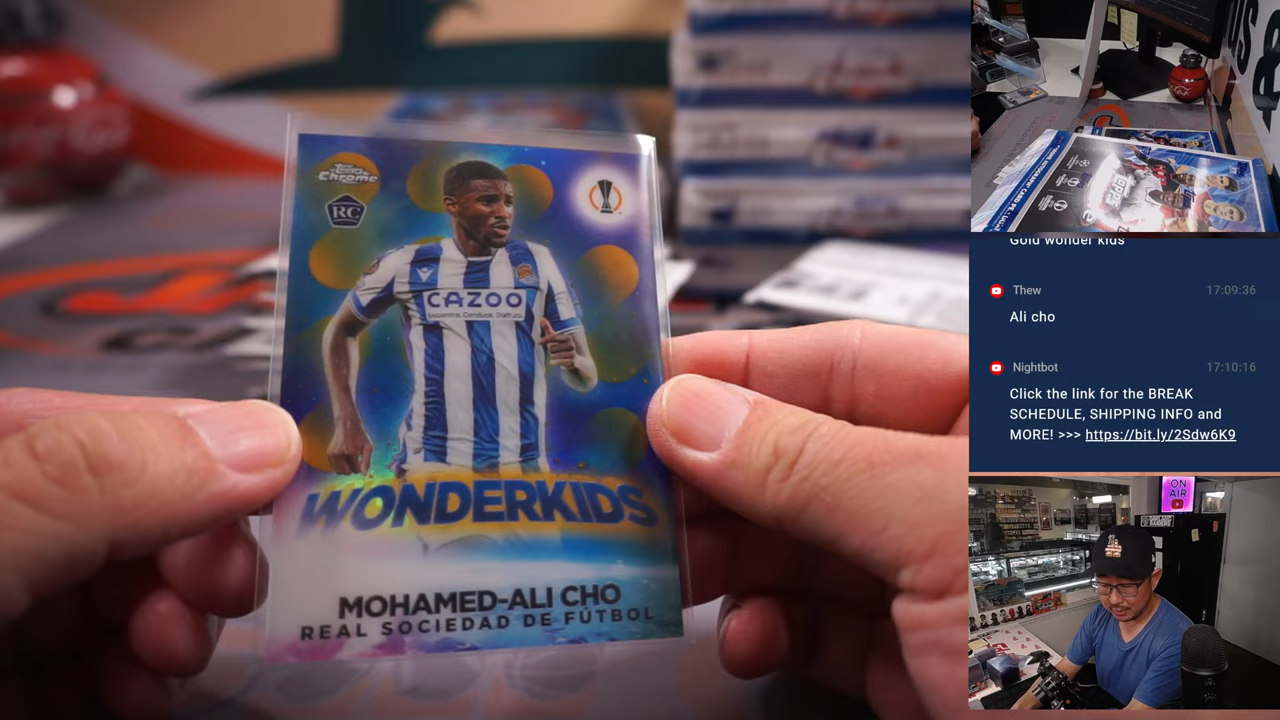 Topps
Chrome
RC
CAZOO
WONDERKIDS
MOHAMED-ALI CHO
REAL SOCIEDAD DE FÚTBOL
US &
Gold wonder kids
Thew
17:09:36
Ali cho
Nightbot
17:10:16
Click the link for the BREAK
SCHEDULE, SHIPPING INFO and
MORE! >>> https://bit.ly/2Sdw6K9
ON
AIR